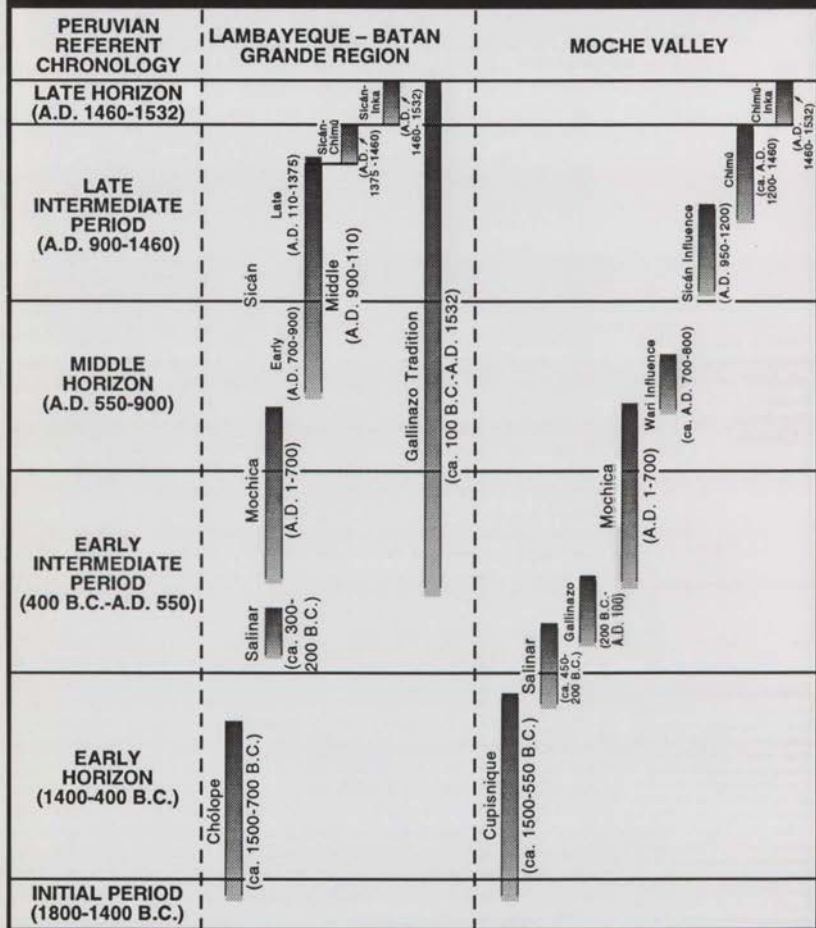 PERUVIAN
REFERENT
CHRONOLOGY
LAMBAYEQUE – BATAN
GRANDE REGION
MOCHE VALLEY
LATE HORIZON
(A.D. 1460-1532)
LATE
INTERMEDIATE
PERIOD
(A.D. 900-1460)
MIDDLE
HORIZON
(A.D. 550-900)
EARLY
INTERMEDIATE
PERIOD
(400 B.C.-A.D. 550)
EARLY
HORIZON
(1400-400 B.C.)
INITIAL PERIOD
(1800-1400 B.C.)
Chólope
(ca. 1500-700 B.C.)
Salinar
(ca. 300-
200 B.C.)
Mochica
(A.D. 1-700)
Sicán
Early
(A.D. 700-900)
Middle
(A.D. 900-110)
Late
(A.D. 110-1375)
Sicán-
Chimú
(A.D.
1375 -1460)
Sicán-
Inka
(A.D.
1460- 1532)
Gallinazo Tradition
(ca. 100 B.C.-A.D. 1532)
Cupisnique
(ca. 1500-550 B.C.)
Salinar
(ca. 450-
200 B.C.)
Gallinazo
(200 B.C.-
A.D. 100)
Mochica
(A.D. 1-700)
Wari Influence
(ca. A.D. 700-800)
Sicán Influence
(A.D. 950-1200)
Chimú
(ca. A.D.
1200- 1460)
Chimú-
Inka
(A.D.
1460- 1532)